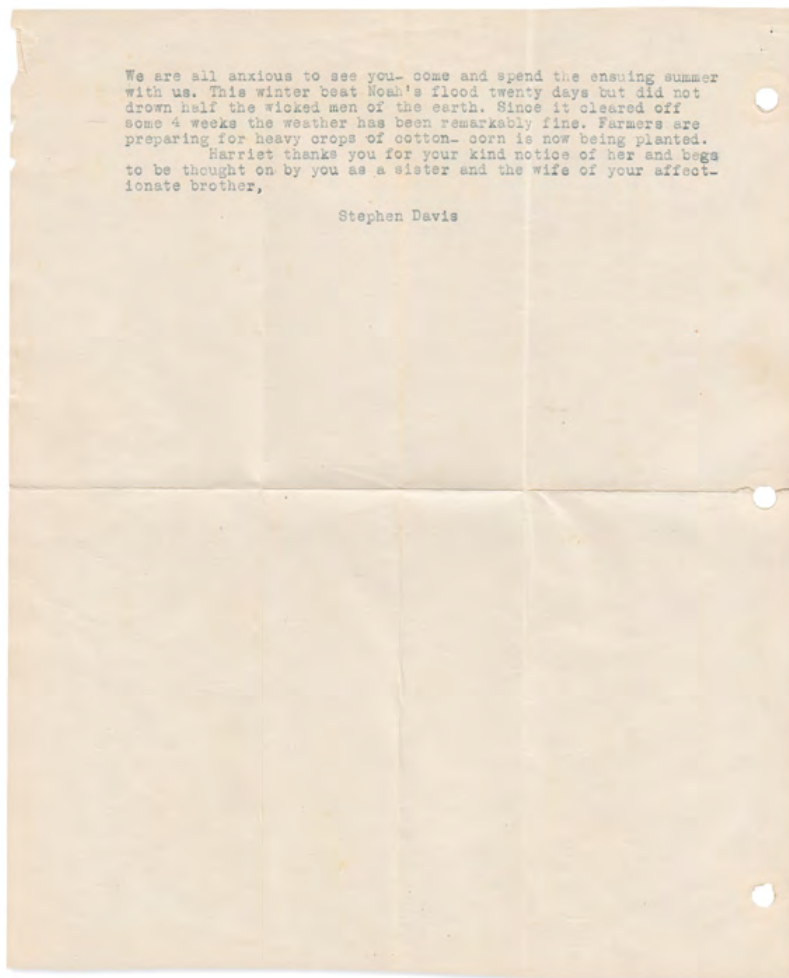 We are all anxious to see you- come and spend the ensuing summer
with us. This winter beat Noah's flood twenty days but did not
drown half the wicked men of the earth. Since it cleared off
some 4 weeks the weather has been remarkably fine. Farmers are
preparing for heavy crops of cotton- corn is now being planted.
Harriet thanks you for your kind notice of her and begs
to be thought on by you as a sister and the wife of your affect-
ionate brother,
Stephen Davis